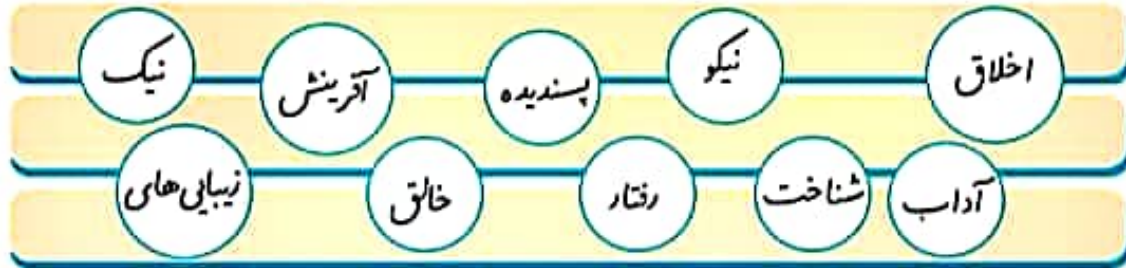 اخلاق نیکو پسندیده آفرینش نیک
آداب شناخت رفتار خالق زیبایی‌های